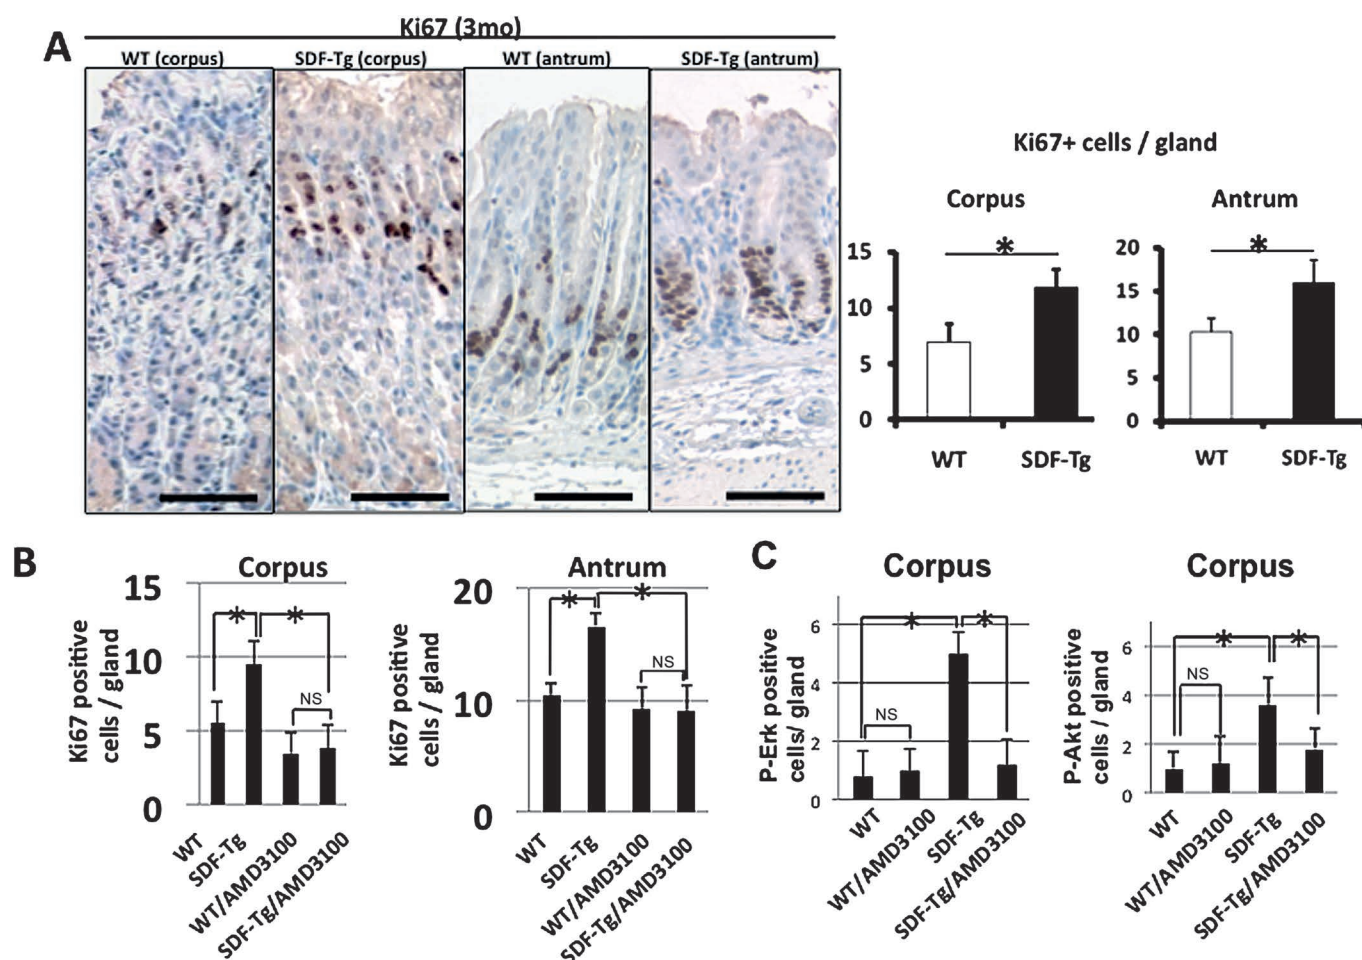 A
Ki67 (3mo)
WT (corpus)
SDF-Tg (corpus)
WT (antrum)
SDF-Tg (antrum)
Ki67+ cells / gland
Corpus
*
15
10
5
0
WT
SDF-Tg
Antrum
*
20
15
10
5
0
WT
SDF-Tg
B
Corpus
Ki67 positive
cells / gland
15
10
5
0
*
*
NS
WT
SDF-Tg
WT/AMD3100
SDF-Tg/AMD3100
Antrum
Ki67 positive
cells / gland
20
10
0
*
*
NS
WT
SDF-Tg
WT/AMD3100
SDF-Tg/AMD3100
C
Corpus
P-Erk positive
cells/ gland
6
4
2
0
*
*
NS
WT
WT/AMD3100
SDF-Tg
SDF-Tg/AMD3100
Corpus
P-Akt positive
cells / gland
6
4
2
0
*
*
NS
WT
WT/AMD3100
SDF-Tg
SDF-Tg/AMD3100